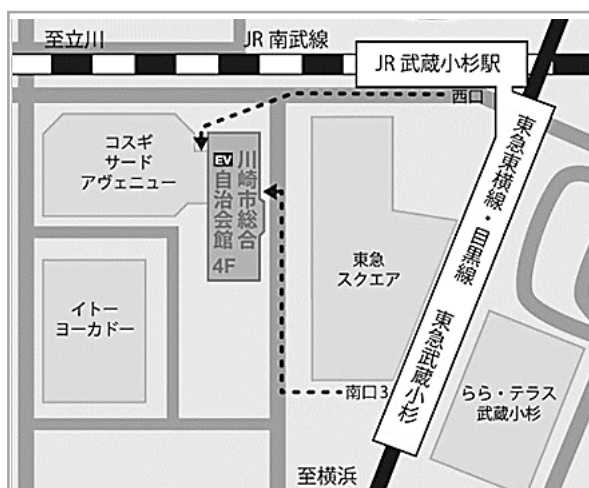 至立川
JR 南武線
JR 武蔵小杉駅
西口
コスギ
サード
アヴェニュー
EV
川崎市総合
自治会館
4F
東急
スクエア
東急東横線・目黒線 東急武蔵小杉
イトー
ヨーカドー
南口3
らら・テラス
武蔵小杉
至横浜